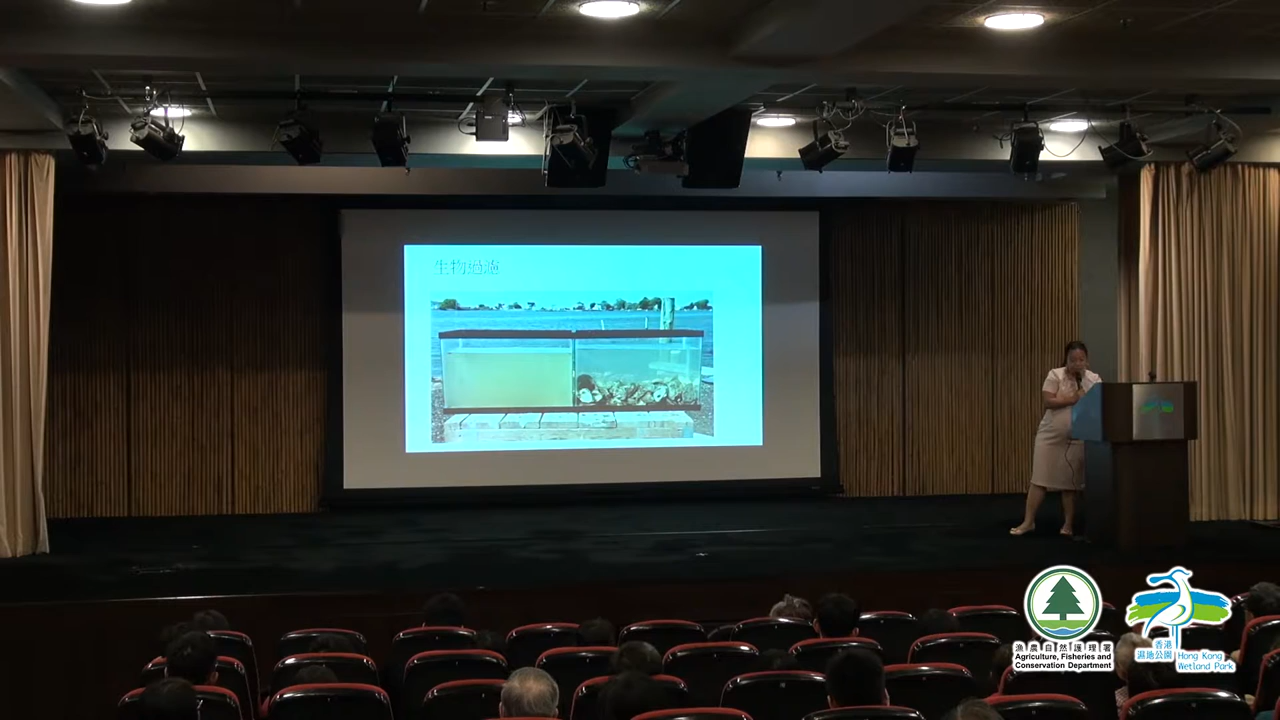 生物過濾
漁農自然護理署
Agriculture, Fisheries and
Conservation Department
香港
濕地公園
Hong Kong
Wetland Park